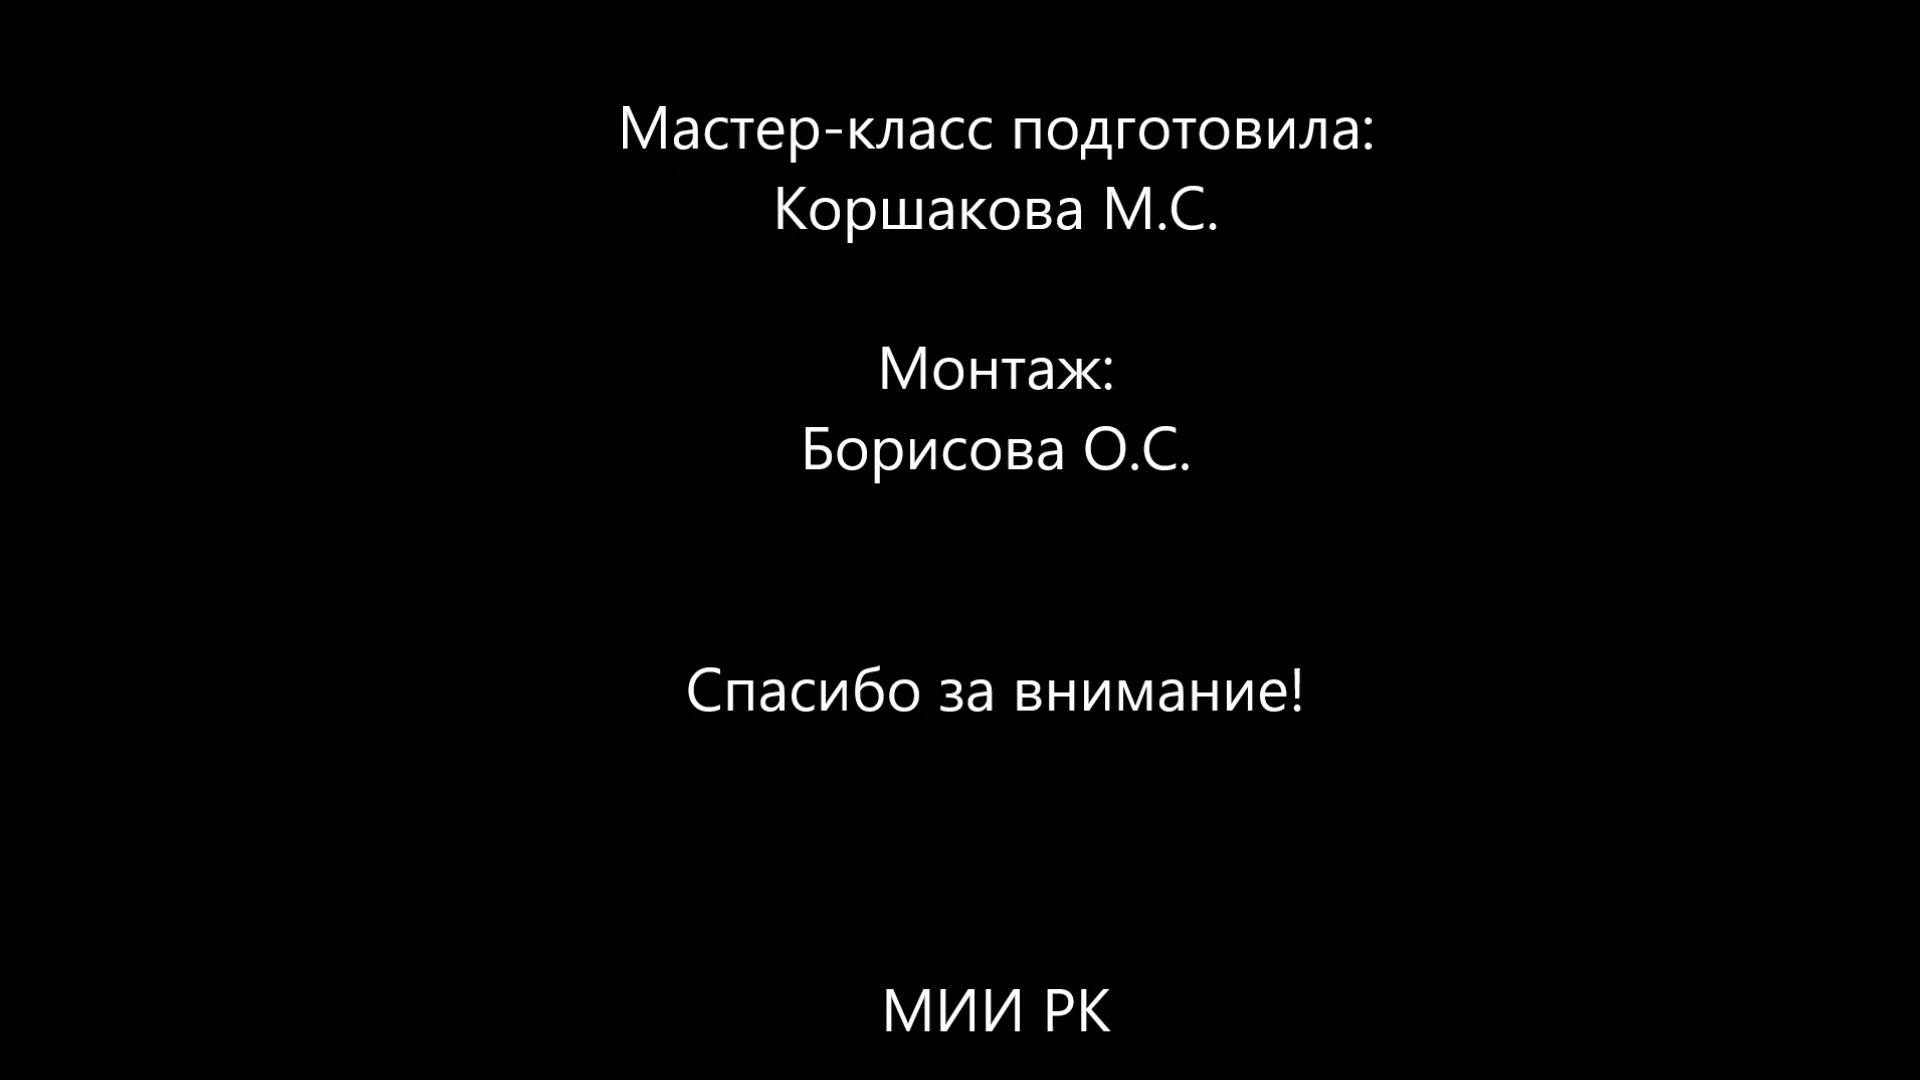 Мастер-класс подготовила:
Коршакова М.С.
Монтаж:
Борисова О.С.
Спасибо за внимание!
МИИ РК